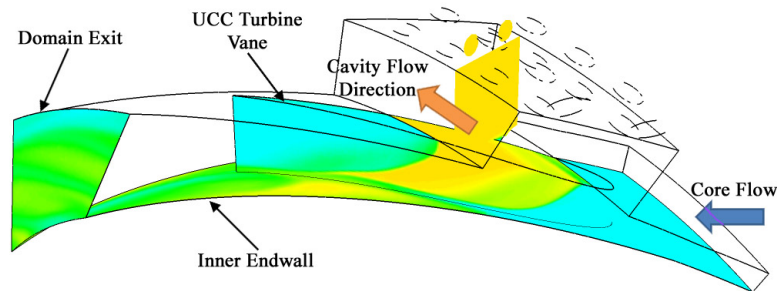 UCC Turbine
Vane
Domain Exit
Cavity Flow
Direction
Core Flow
Inner Endwall